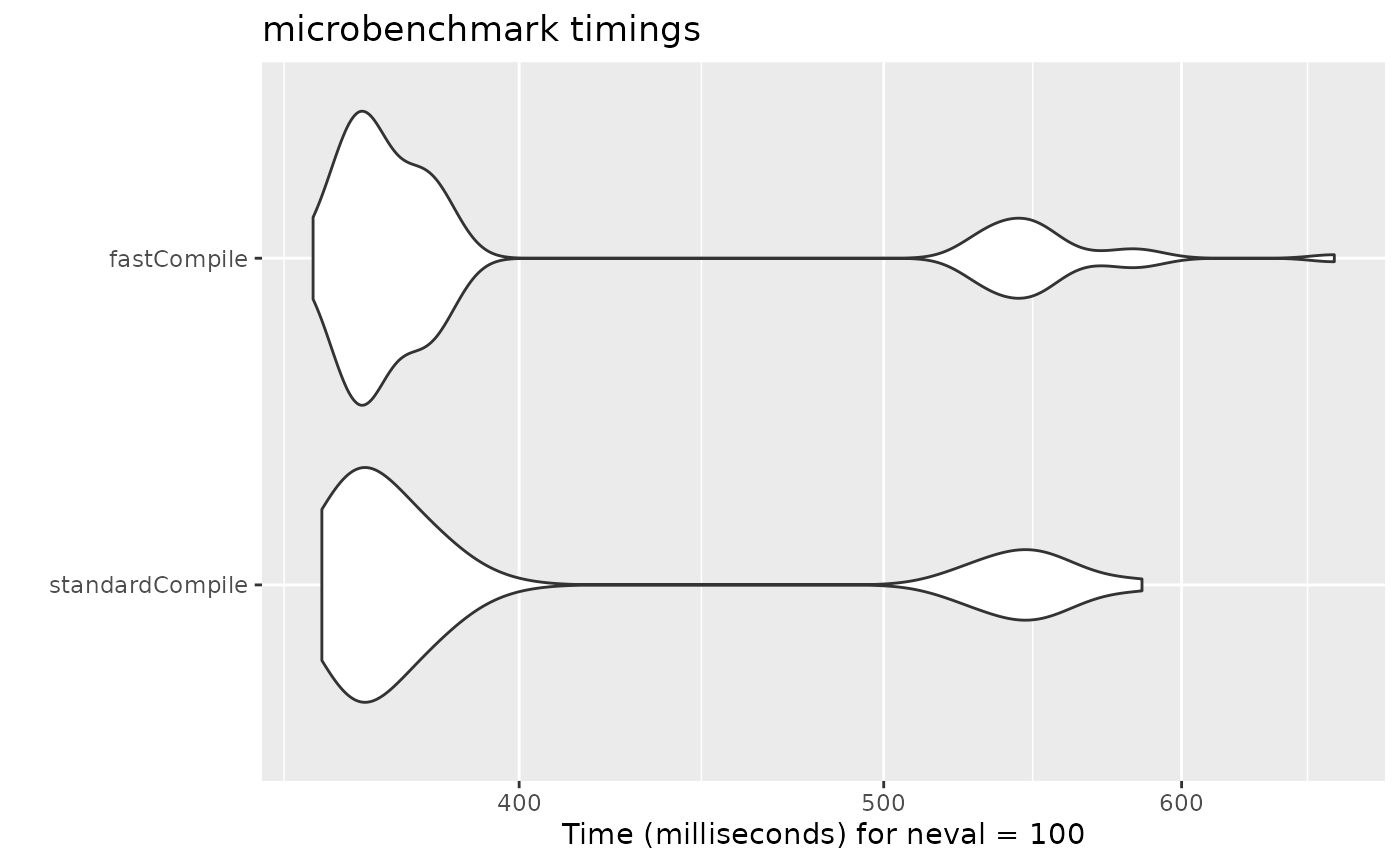 microbenchmark timings
fastCompile
standardCompile
400 500 600
Time (milliseconds) for neval = 100